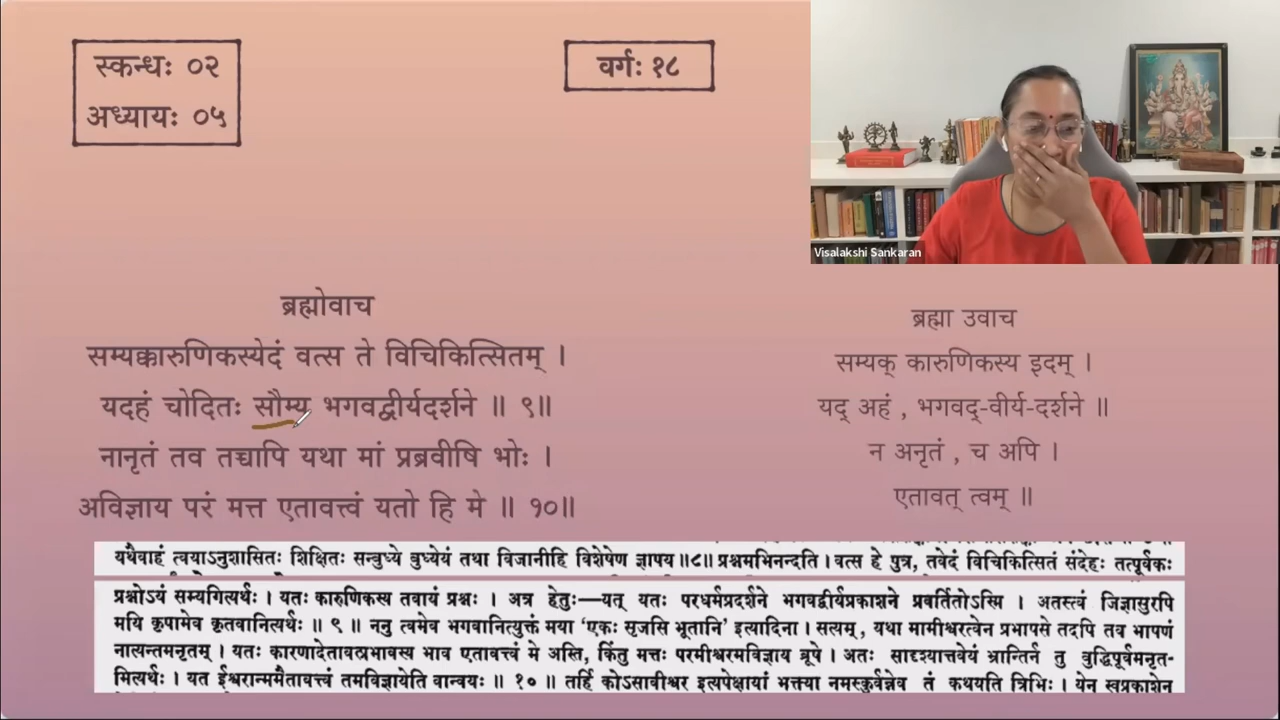 स्कन्धः ०२
अध्यायः ०५
वर्गः १८
Visalakshi Sankaran
ब्रह्मोवाच
सम्यक्कारुणिकस्येदं वत्स ते विचिकित्सितम् ।
यदहं चोदितः सौम्य भगवद्वीर्यदर्शने ॥ ९॥
नानृतं तव तच्चापि यथा मां प्रब्रवीषि भोः ।
अविज्ञाय परं मत्त एतावत्त्वं यतो हि मे ॥ १०॥
ब्रह्मा उवाच
सम्यक् कारुणिकस्य इदम् ।
यद् अहं , भगवद्-वीर्य-दर्शने ॥
न अनृतं , च अपि ।
एतावत् त्वम् ॥
यथैवाहं त्वयाऽनुशासितः शिक्षितः सन्बुध्ये बुध्येयं तथा विजानीहि विशेषेण ज्ञापय ॥८॥ प्रश्नमभिनन्दति । वत्स हे पुत्र, तवेदं विचिकित्सितं संदेहः तत्पूर्वकः
प्रश्नोऽयं सम्यगित्यर्थः । यतः कारुणिकस्य तवायं प्रश्नः । अत्र हेतुः—यत् यतः परधर्मप्रदर्शने भगवद्वीर्यप्रकाशने प्रवर्तितोऽस्मि । अतस्त्वं जिज्ञासुरपि
मयि कृपामेव कृतवानित्यर्थः ॥ ९ ॥ ननु त्वमेव भगवानित्युक्तं मया ‘एकः सृजसि भूतानि’ इत्यादिना । सत्यम्, यथा मामीश्वरत्वेन प्रभाषसे तदपि तव भाषणं
नात्यन्तमनृतम् । यतः कारणादेतावत्प्रभावस्य भाव एतावत्त्वं मे अस्ति, किंतु मत्तः परमीश्वरमविज्ञाय ब्रूषे । अतः सादृश्यात्तवेयं भ्रान्तिर्न तु बुद्धिपूर्वमनृत-
मित्यर्थः । यत ईश्वरान्ममैतावत्त्वं तमविज्ञायेति वान्वयः ॥ १० ॥ तर्हि कोऽसावीश्वर इत्यपेक्षायां भक्त्या नमस्कुर्वन्नेव तं कथयति त्रिभिः । येन स्वप्रकाशेन